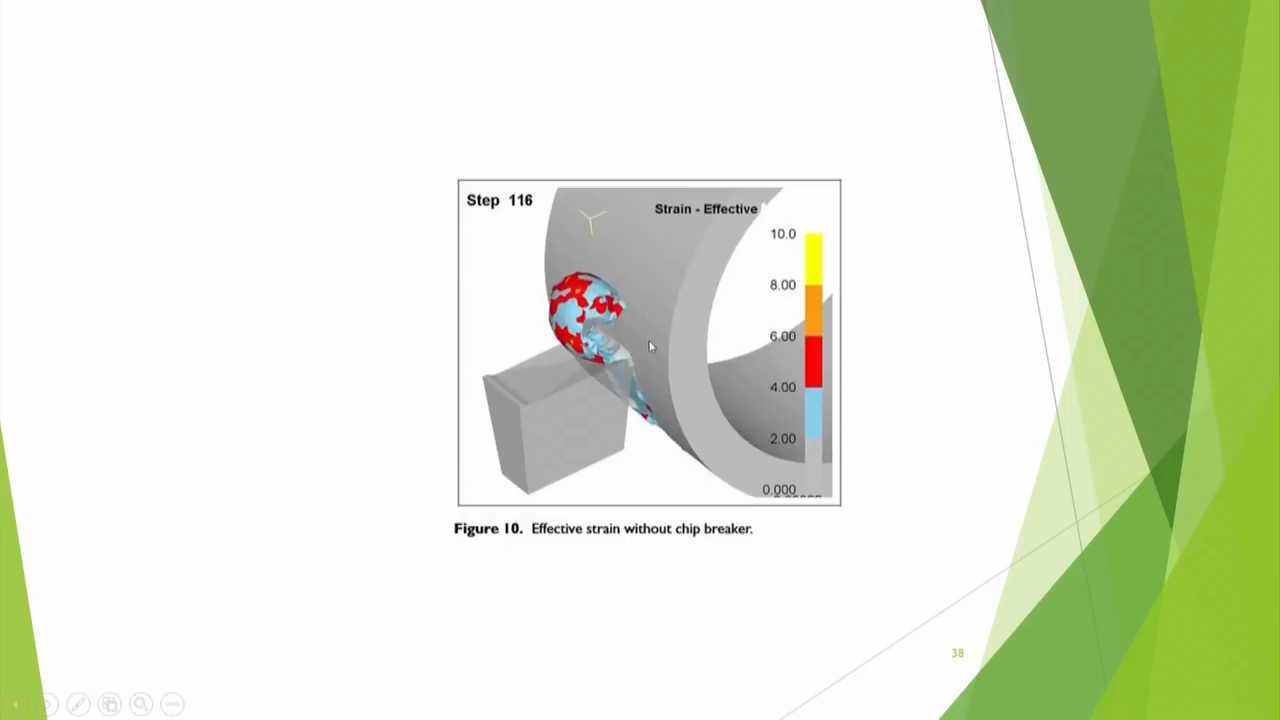 Step 116
Strain - Effective
10.0
8.00
6.00
4.00
2.00
0.000
Figure 10. Effective strain without chip breaker.
38